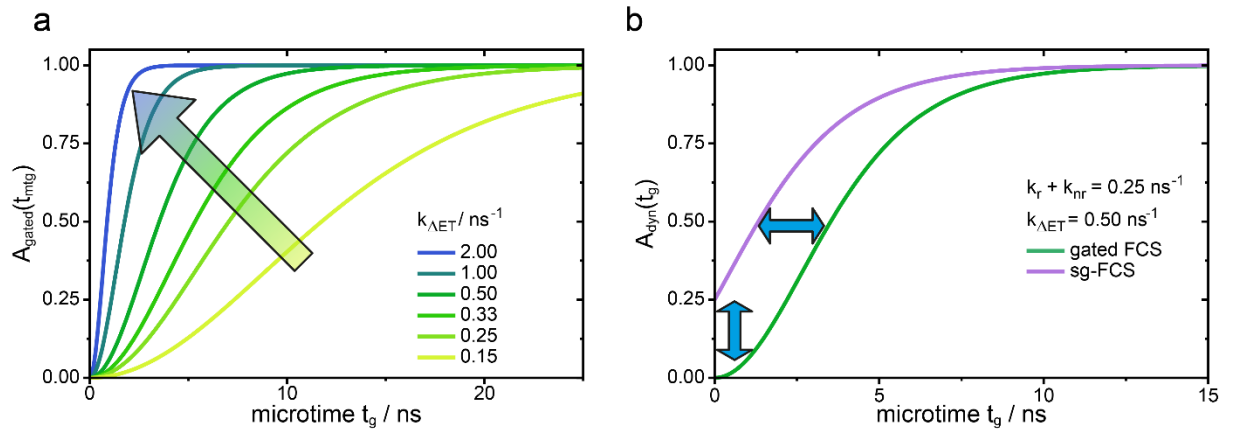 a
A_gated(t_mtg)
1.00
0.75
0.50
0.25
0.00
k_ΛET / ns⁻¹
2.00
1.00
0.50
0.33
0.25
0.15
0 10 20
microtime t_g / ns
b
A_dyn(t_g)
1.00
0.75
0.50
0.25
0.00
k_r + k_nr = 0.25 ns⁻¹
k_ΛET = 0.50 ns⁻¹
gated FCS
sg-FCS
0 5 10 15
microtime t_g / ns